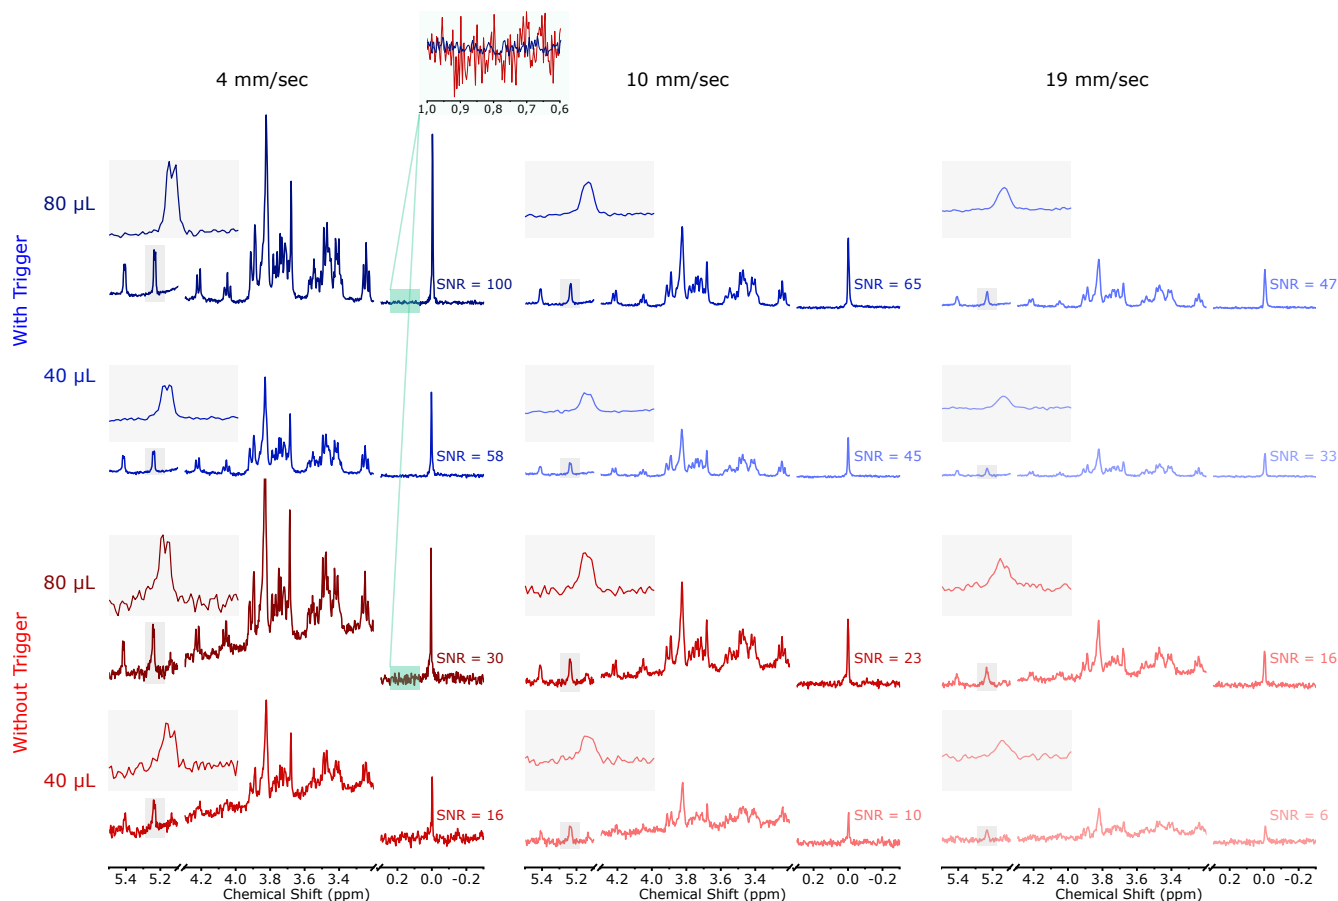 4 mm/sec
10 mm/sec
19 mm/sec
1,0 0,9 0,8 0,7 0,6
With Trigger
80 µL
SNR = 100
SNR = 65
SNR = 47
40 µL
SNR = 58
SNR = 45
SNR = 33
Without Trigger
80 µL
SNR = 30
SNR = 23
SNR = 16
40 µL
SNR = 16
SNR = 10
SNR = 6
5.4 5.2 4.2 4.0 3.8 3.6 3.4 0.2 0.0 -0.2
5.4 5.2 4.2 4.0 3.8 3.6 3.4 0.2 0.0 -0.2
5.4 5.2 4.2 4.0 3.8 3.6 3.4 0.2 0.0 -0.2
Chemical Shift (ppm)
Chemical Shift (ppm)
Chemical Shift (ppm)